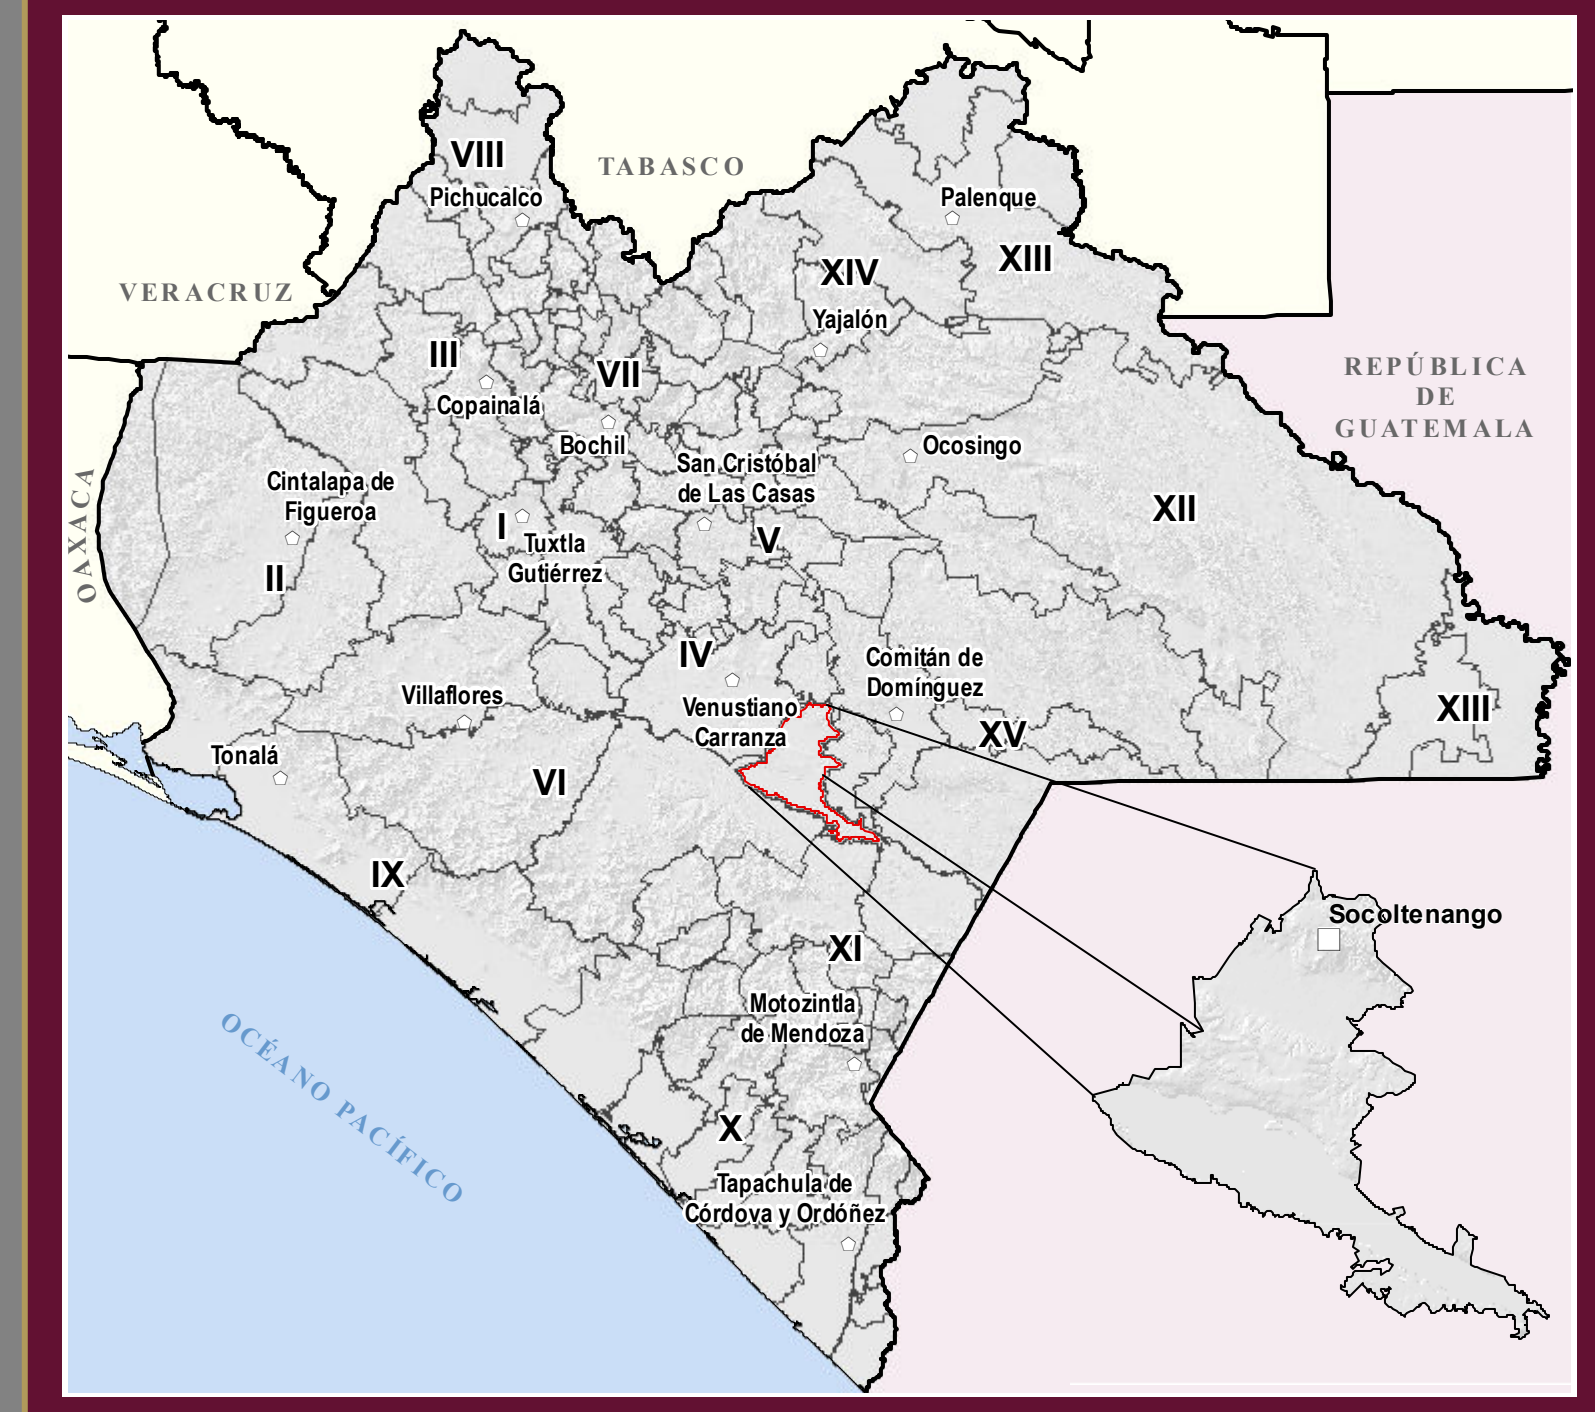 VIII
TABASCO
Pichucalco
Palenque
XIII
XIV
VERACRUZ
Yajalón
III
VII
REPÚBLICA
DE
GUATEMALA
Copainalá
Bochil
Ocosingo
San Cristóbal
de Las Casas
Cintalapa de
Figueroa
OAXACA
XII
I
Tuxtla
Gutiérrez
V
II
IV
Comitán de
Domínguez
Villaflores
Venustiano
Carranza
XV
XIII
Tonalá
VI
IX
Socoltenango
XI
Motozintla
de Mendoza
OCÉANO PACÍFICO
X
Tapachula de
Córdova y Ordóñez